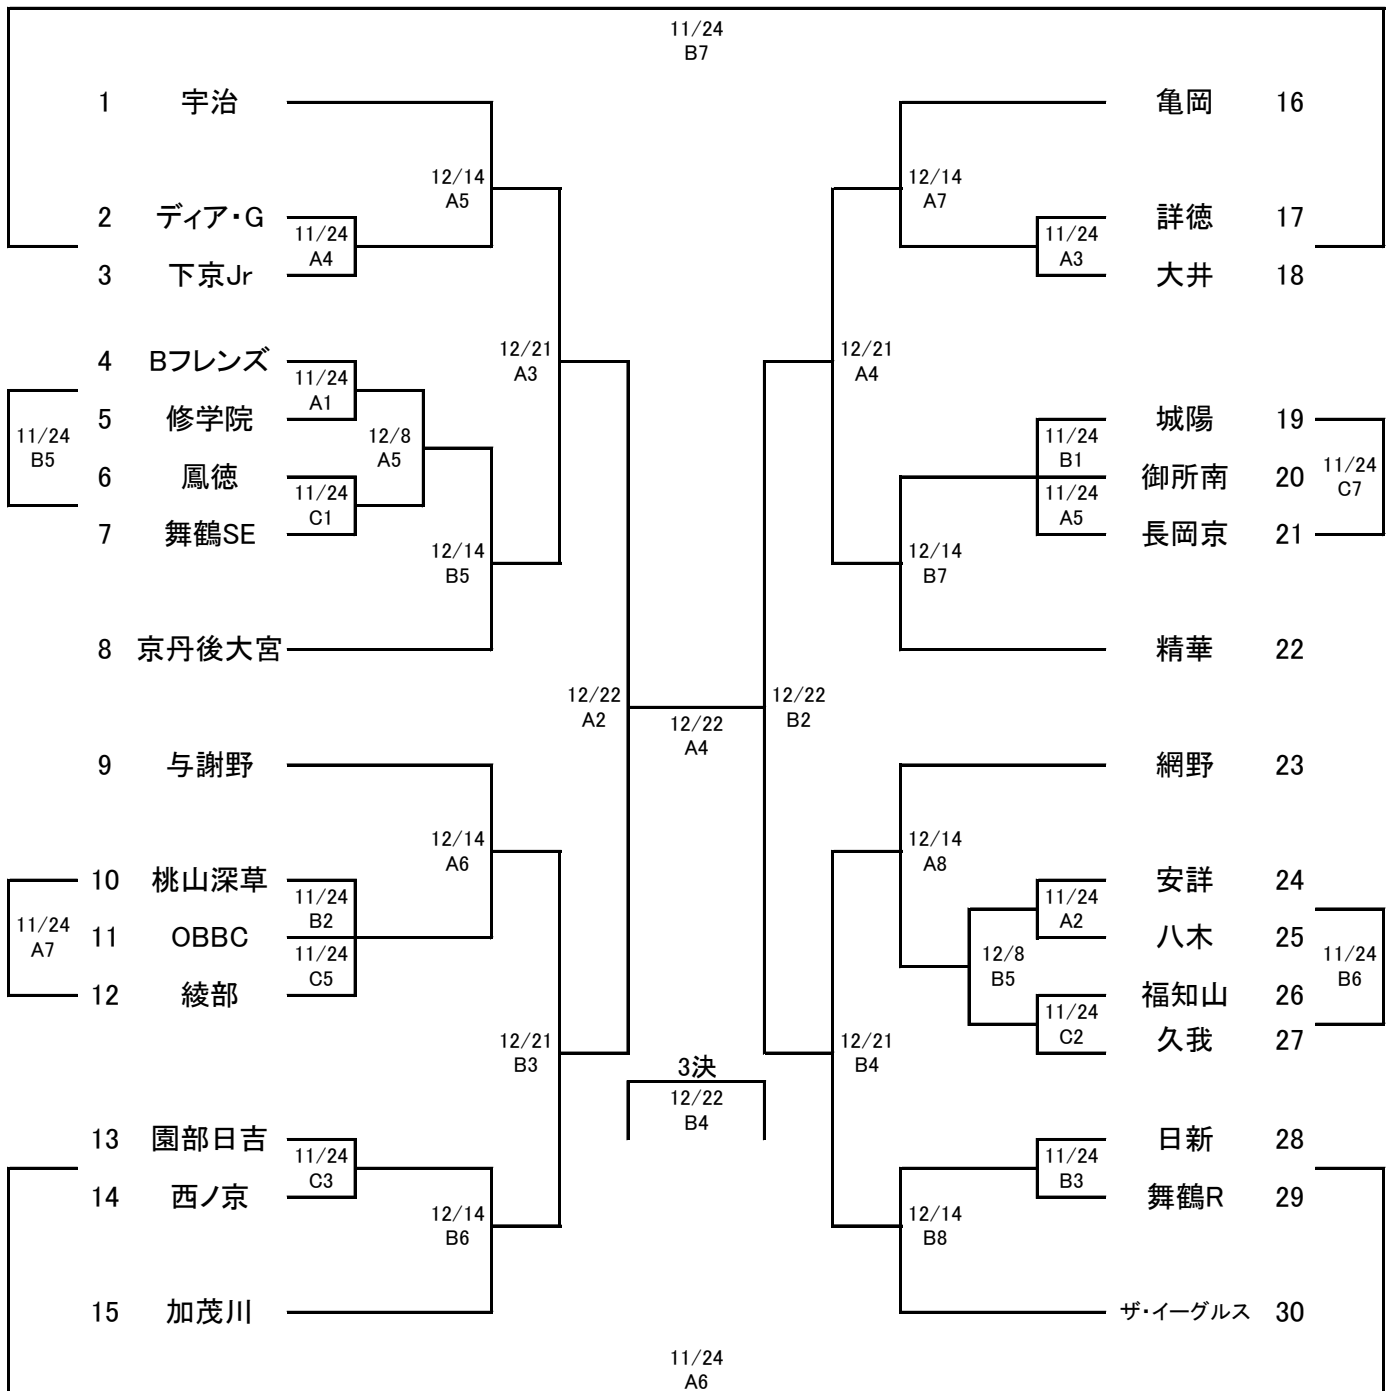 11/24
B7
1 宇治
亀岡 16
12/14
A5
12/14
A7
2 ディア・G
詳徳 17
11/24
A4
11/24
A3
3 下京Jr
大井 18
4 Bフレンズ
12/21
A3
12/21
A4
11/24
A1
5 修学院
城陽 19
11/24
B5
12/8
A5
11/24
B1
11/24
C7
6 鳳徳
御所南 20
11/24
C1
11/24
A5
7 舞鶴SE
長岡京 21
12/14
B5
12/14
B7
8 京丹後大宮
精華 22
12/22
A2
12/22
A4
12/22
B2
9 与謝野
網野 23
12/14
A6
12/14
A8
10 桃山深草
安詳 24
11/24
B2
11/24
A2
11/24
A7
11 OBBC
八木 25
11/24
C5
12/8
B5
11/24
B6
12 綾部
福知山 26
11/24
C2
久我 27
12/21
B3
12/21
B4
3決
12/22
B4
13 園部日吉
日新 28
11/24
C3
11/24
B3
14 西ノ京
舞鶴R 29
12/14
B6
12/14
B8
15 加茂川
ザ・イーグルス 30
11/24
A6